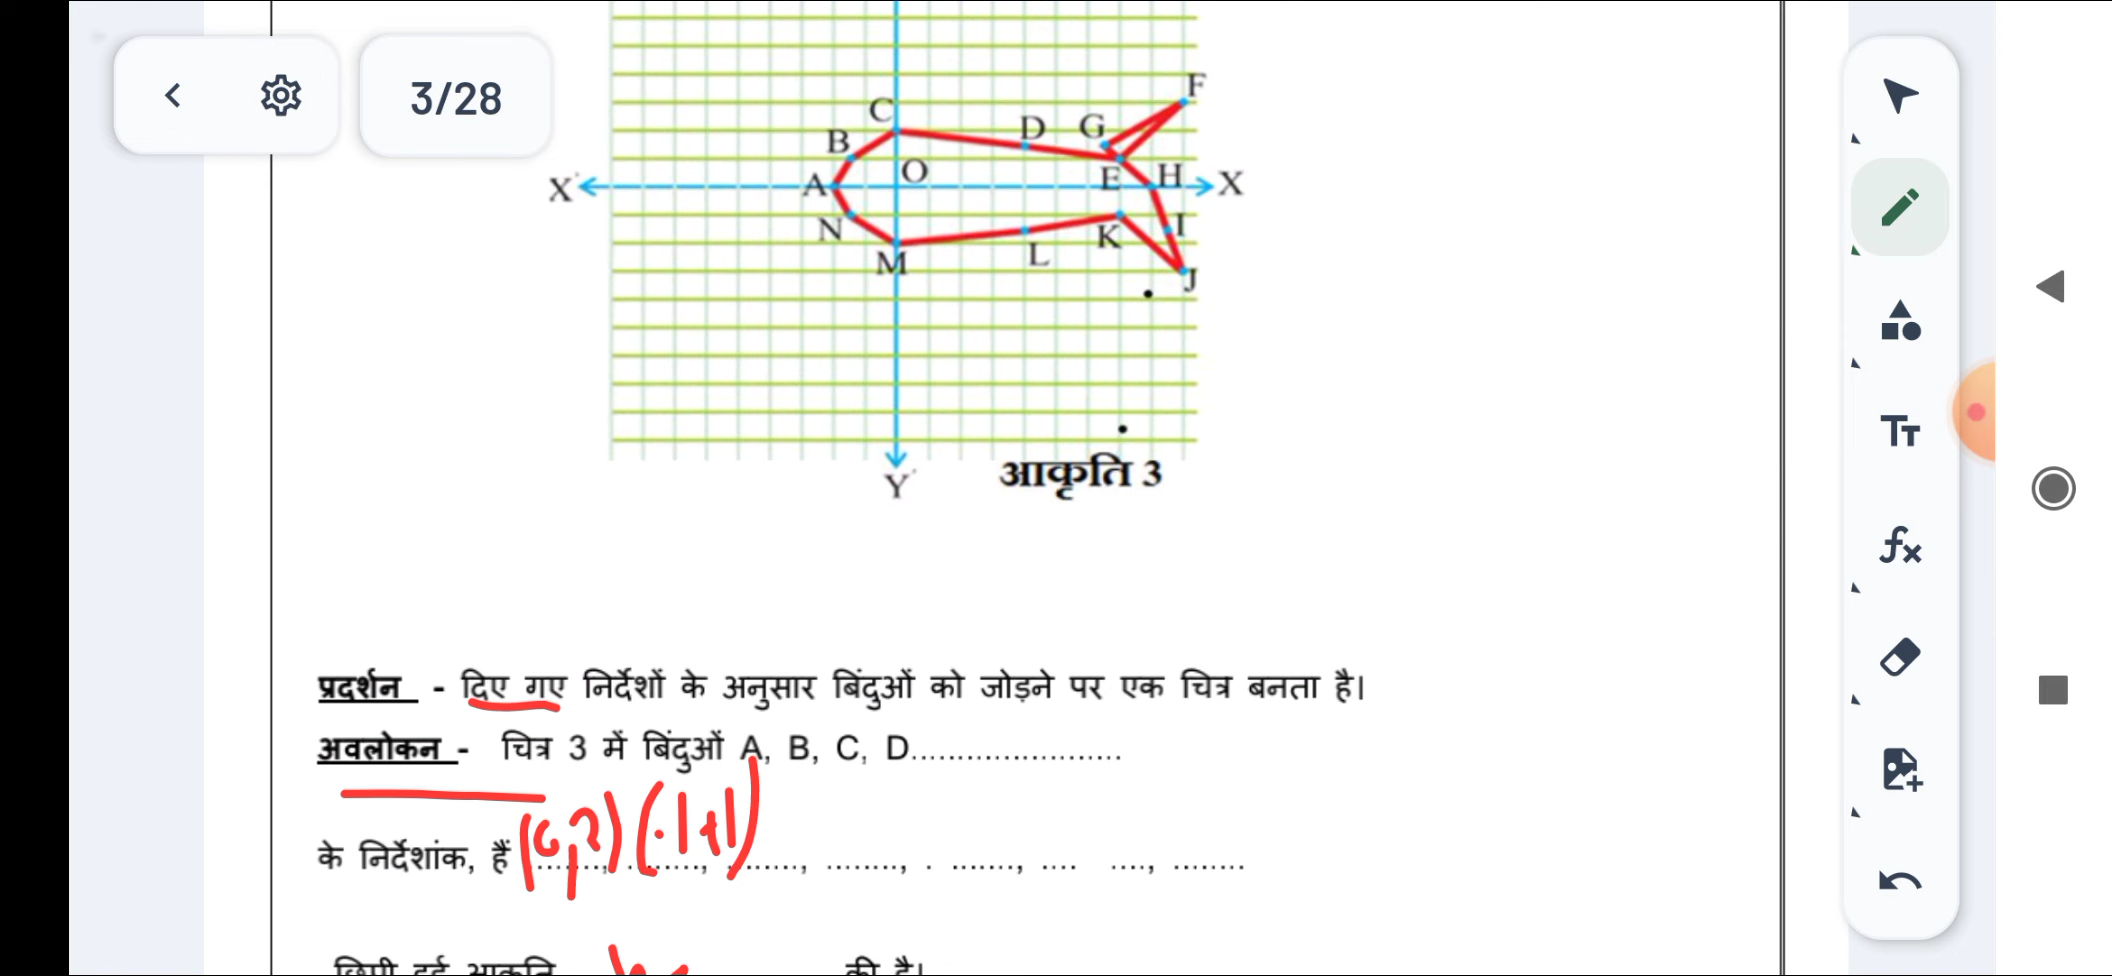 3/28
F
C
B D G
O
X' A E H X
N K I
M L J
Y' आकृति 3
प्रदर्शन - दिए गए निर्देशों के अनुसार बिंदुओं को जोड़ने पर एक चित्र बनता है।
अवलोकन - चित्र 3 में बिंदुओं A, B, C, D.......................
के निर्देशांक, हैं ........, ........, ........, ........, . ......., .... ...., ........
की है।